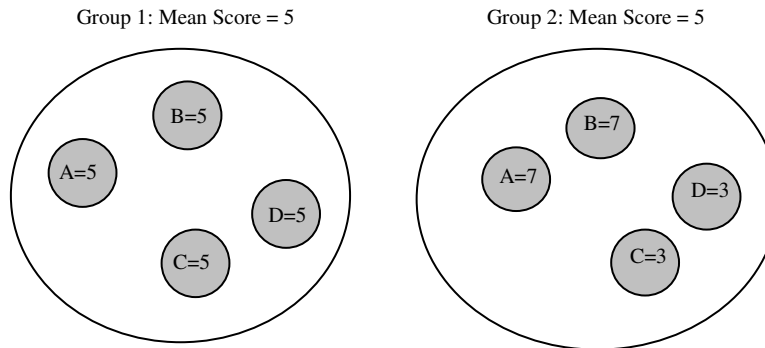 Group 1: Mean Score = 5
B=5
A=5
D=5
C=5
Group 2: Mean Score = 5
B=7
A=7
D=3
C=3